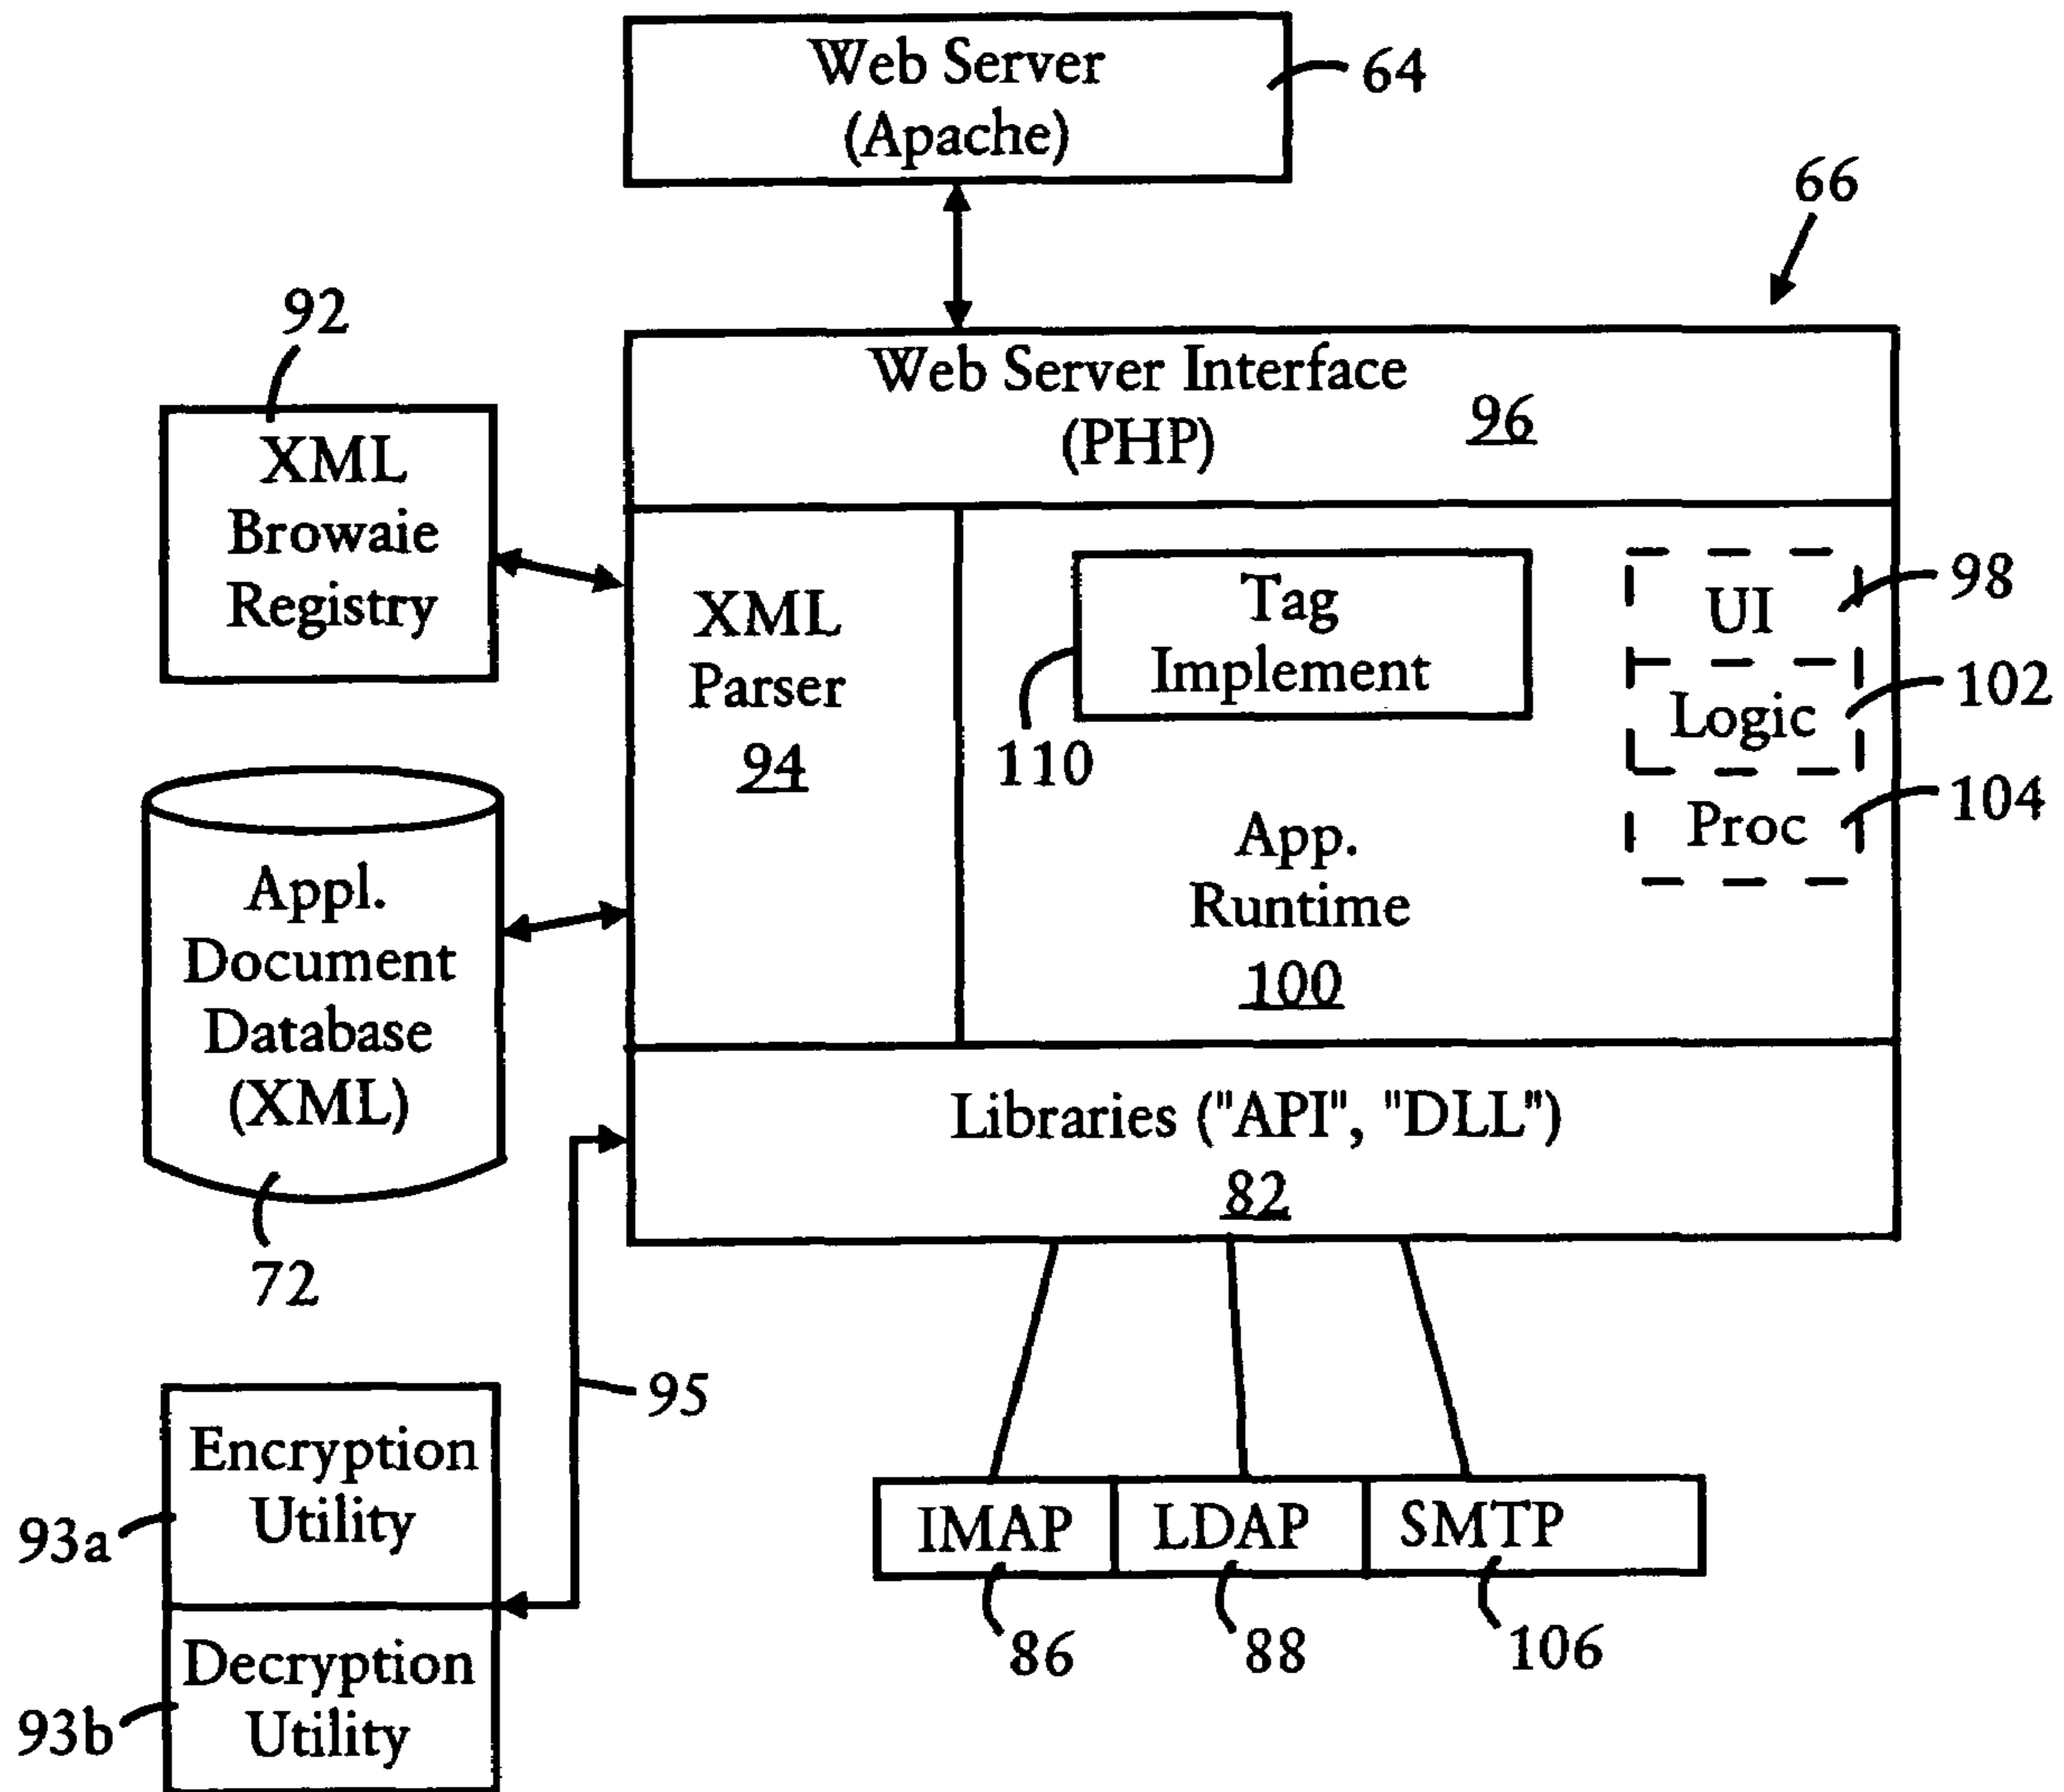 Web Server
(Apache)
64
66
92
Web Server Interface
(PHP)
96
XML
Browaie
Registry
XML
Parser
94
Tag
Implement
110
UI
98
Logic
102
Proc
104
App.
Runtime
100
Appl.
Document
Database
(XML)
72
Libraries ("API", "DLL")
82
95
Encryption
Utility
93a
Decryption
Utility
93b
IMAP
LDAP
SMTP
86
88
106